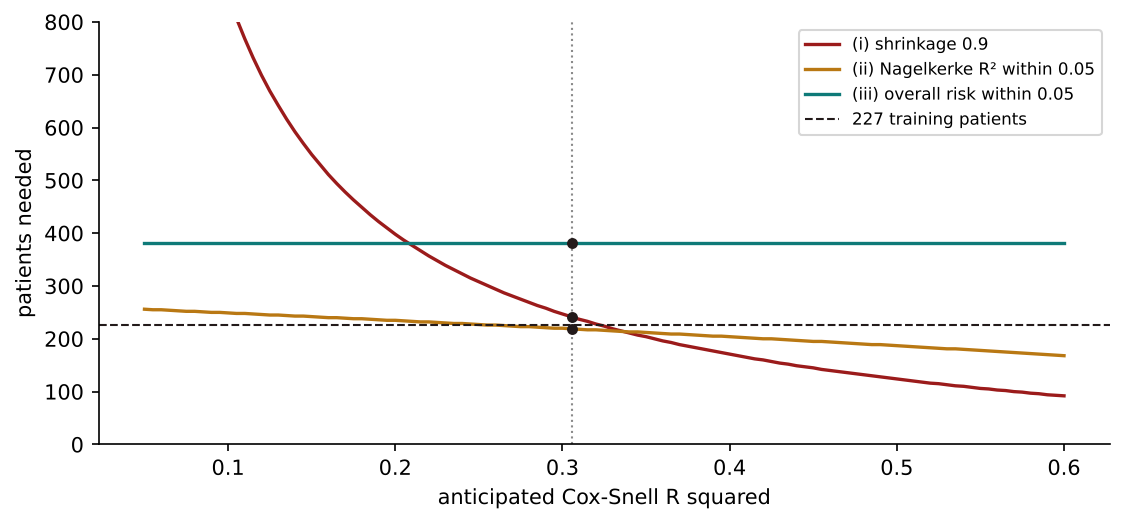 800
700
600
500
400
300
200
100
0
patients needed
(i) shrinkage 0.9
(ii) Nagelkerke R² within 0.05
(iii) overall risk within 0.05
227 training patients
0.1 0.2 0.3 0.4 0.5 0.6
anticipated Cox-Snell R squared